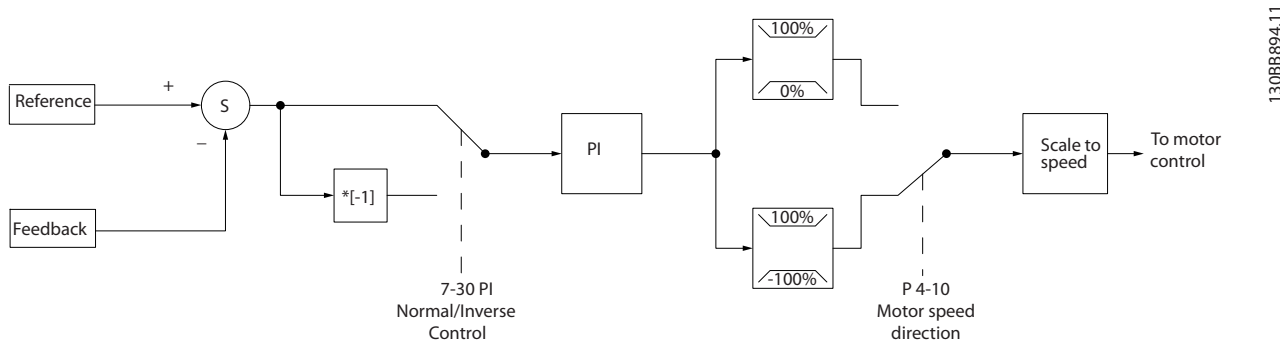 130BB894.11
100%
0%
Reference
+
S
–
*[-1]
Feedback
PI
100%
-100%
Scale to
speed
To motor
control
7-30 PI
Normal/Inverse
Control
P 4-10
Motor speed
direction